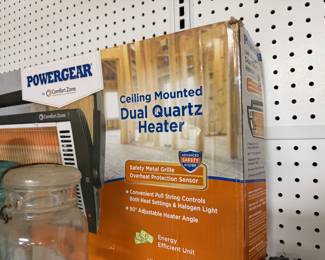 POWERGEAR
by Comfort Zone
Comfort Zone
Ceiling Mounted
Dual Quartz
Heater
ADVANCED
SAFETY
Safety Metal Grille
Overheat Protection Sensor
• Convenient Pull String Controls
Both Heat Settings & Halogen Light
• 90° Adjustable Heater Angle
Energy
Efficient Unit